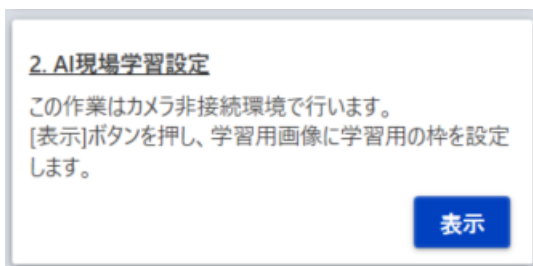 2. AI現場学習設定
この作業はカメラ非接続環境で行います。
[表示]ボタンを押し、学習用画像に学習用の枠を設定
します。
表示